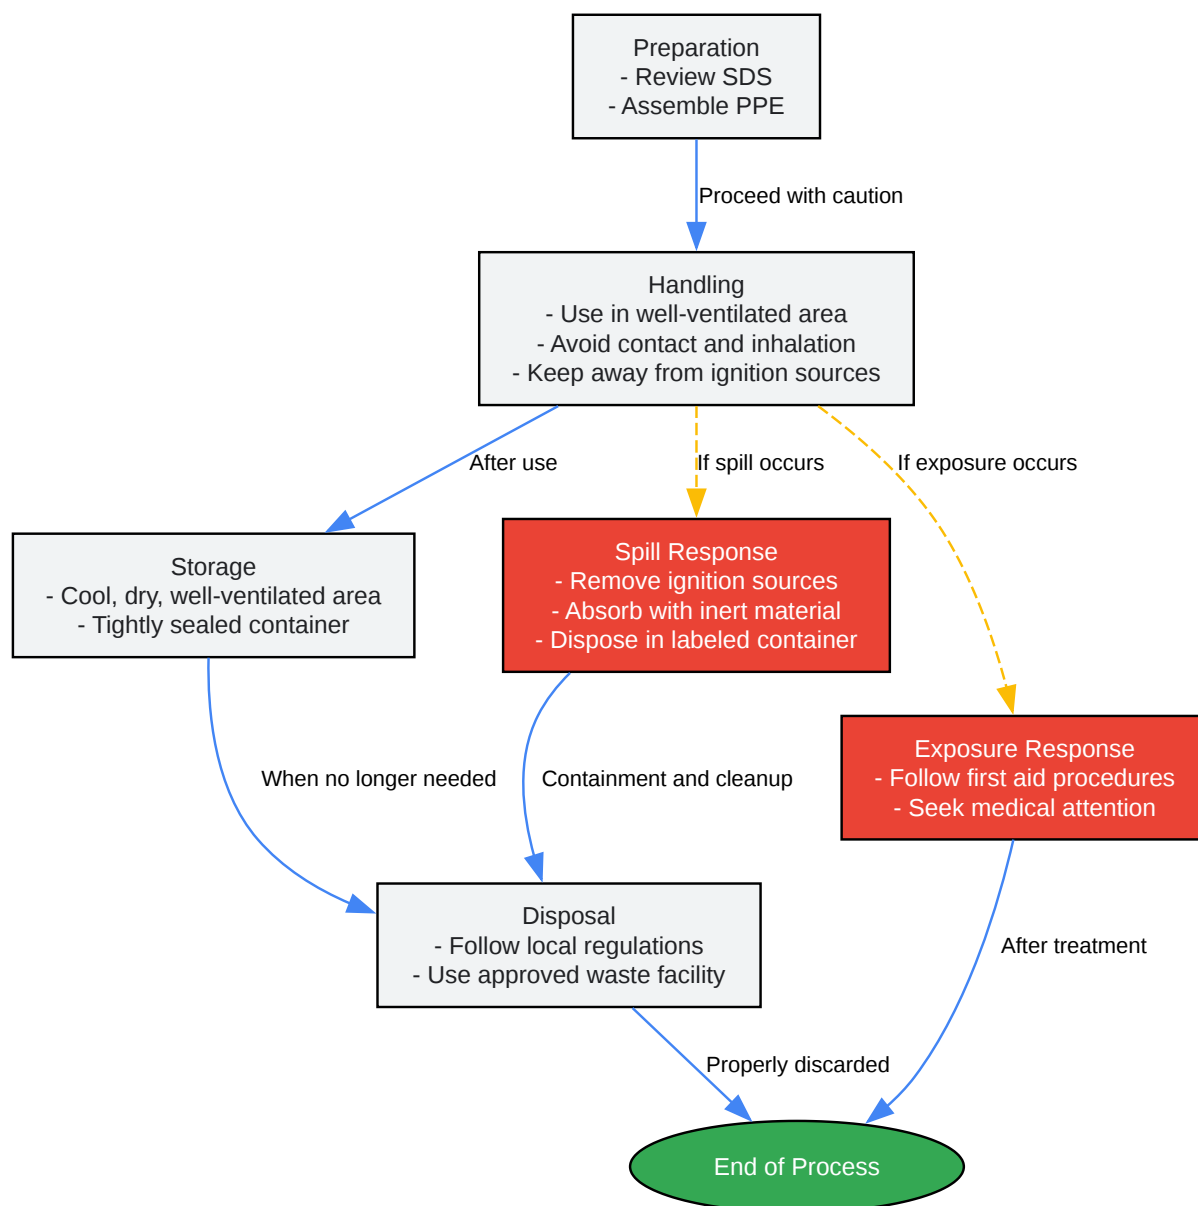 Preparation
- Review SDS
- Assemble PPE
Proceed with caution
Handling
- Use in well-ventilated area
- Avoid contact and inhalation
- Keep away from ignition sources
After use
If spill occurs
If exposure occurs
Storage
- Cool, dry, well-ventilated area
- Tightly sealed container
Spill Response
- Remove ignition sources
- Absorb with inert material
- Dispose in labeled container
Exposure Response
- Follow first aid procedures
- Seek medical attention
When no longer needed
Containment and cleanup
Disposal
- Follow local regulations
- Use approved waste facility
After treatment
Properly discarded
End of Process